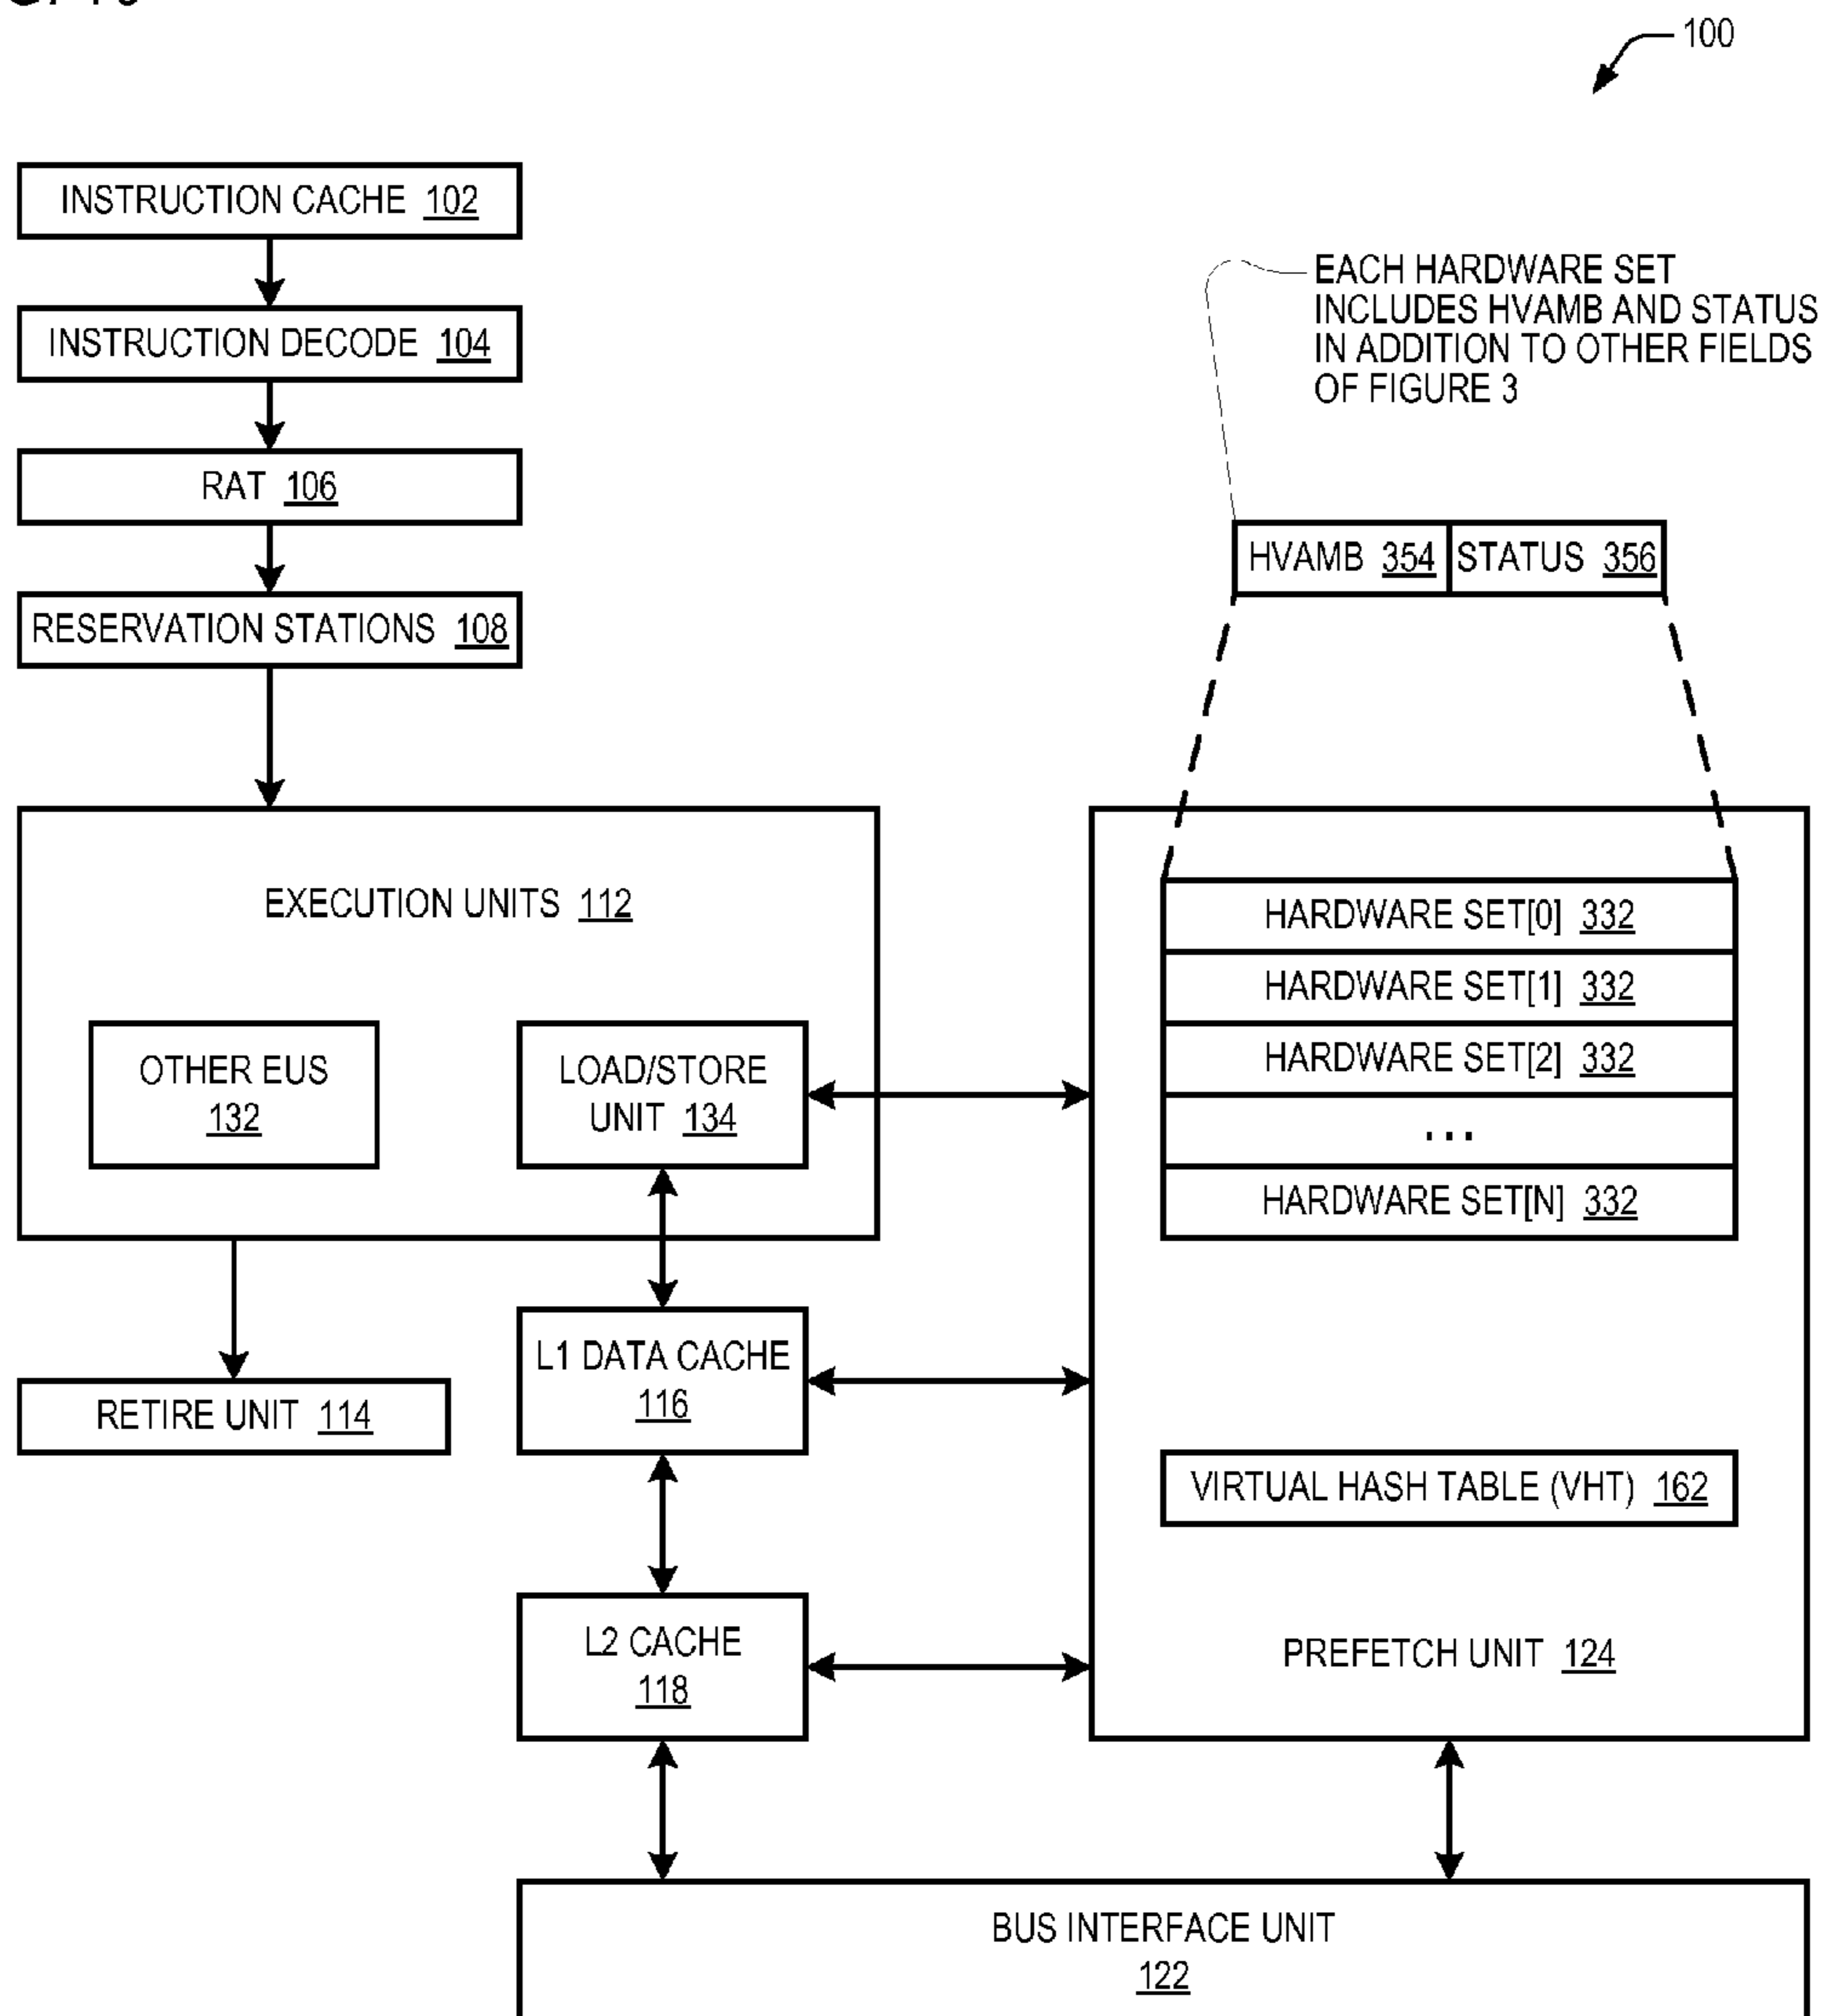 100
INSTRUCTION CACHE 102
INSTRUCTION DECODE 104
RAT 106
RESERVATION STATIONS 108
EACH HARDWARE SET
INCLUDES HVAMB AND STATUS
IN ADDITION TO OTHER FIELDS
OF FIGURE 3
HVAMB 354 STATUS 356
EXECUTION UNITS 112
OTHER EUS
132
LOAD/STORE
UNIT 134
HARDWARE SET[0] 332
HARDWARE SET[1] 332
HARDWARE SET[2] 332
...
HARDWARE SET[N] 332
RETIRE UNIT 114
L1 DATA CACHE
116
VIRTUAL HASH TABLE (VHT) 162
L2 CACHE
118
PREFETCH UNIT 124
BUS INTERFACE UNIT
122